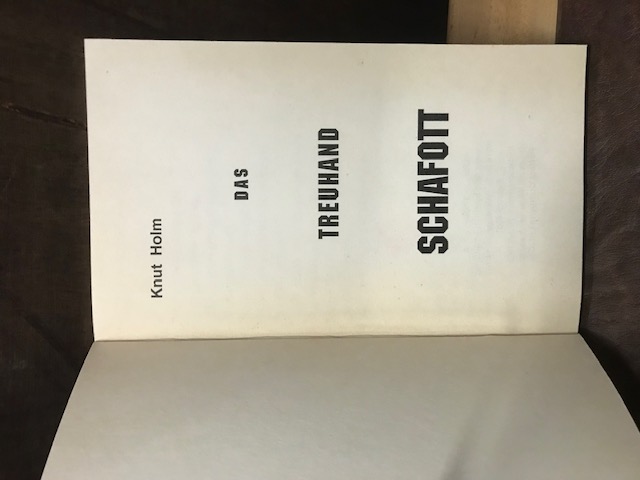 Knut Holm
DAS
TREUHAND
SCHAFOTT